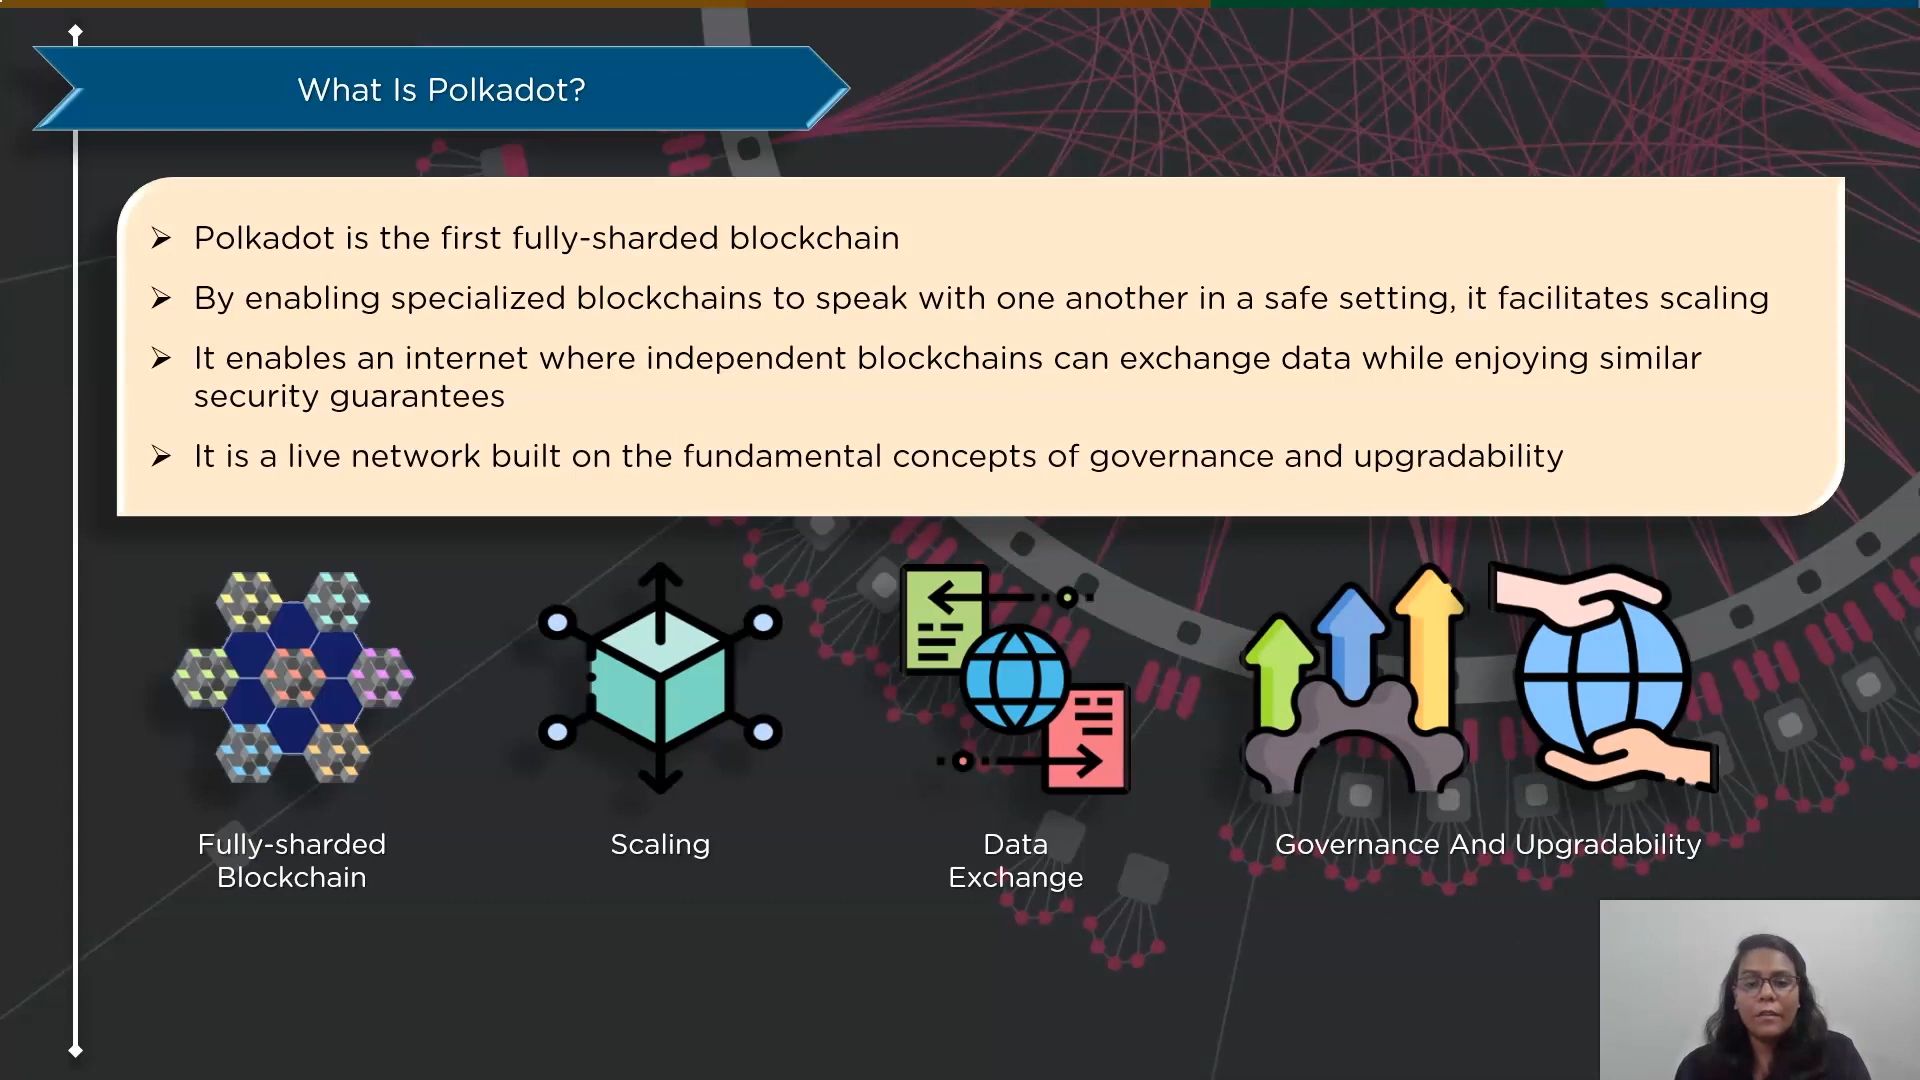 What Is Polkadot?
➢ Polkadot is the first fully-sharded blockchain
➢ By enabling specialized blockchains to speak with one another in a safe setting, it facilitates scaling
➢ It enables an internet where independent blockchains can exchange data while enjoying similar
security guarantees
➢ It is a live network built on the fundamental concepts of governance and upgradability
Fully-sharded
Blockchain
Scaling
Data
Exchange
Governance And Upgradability